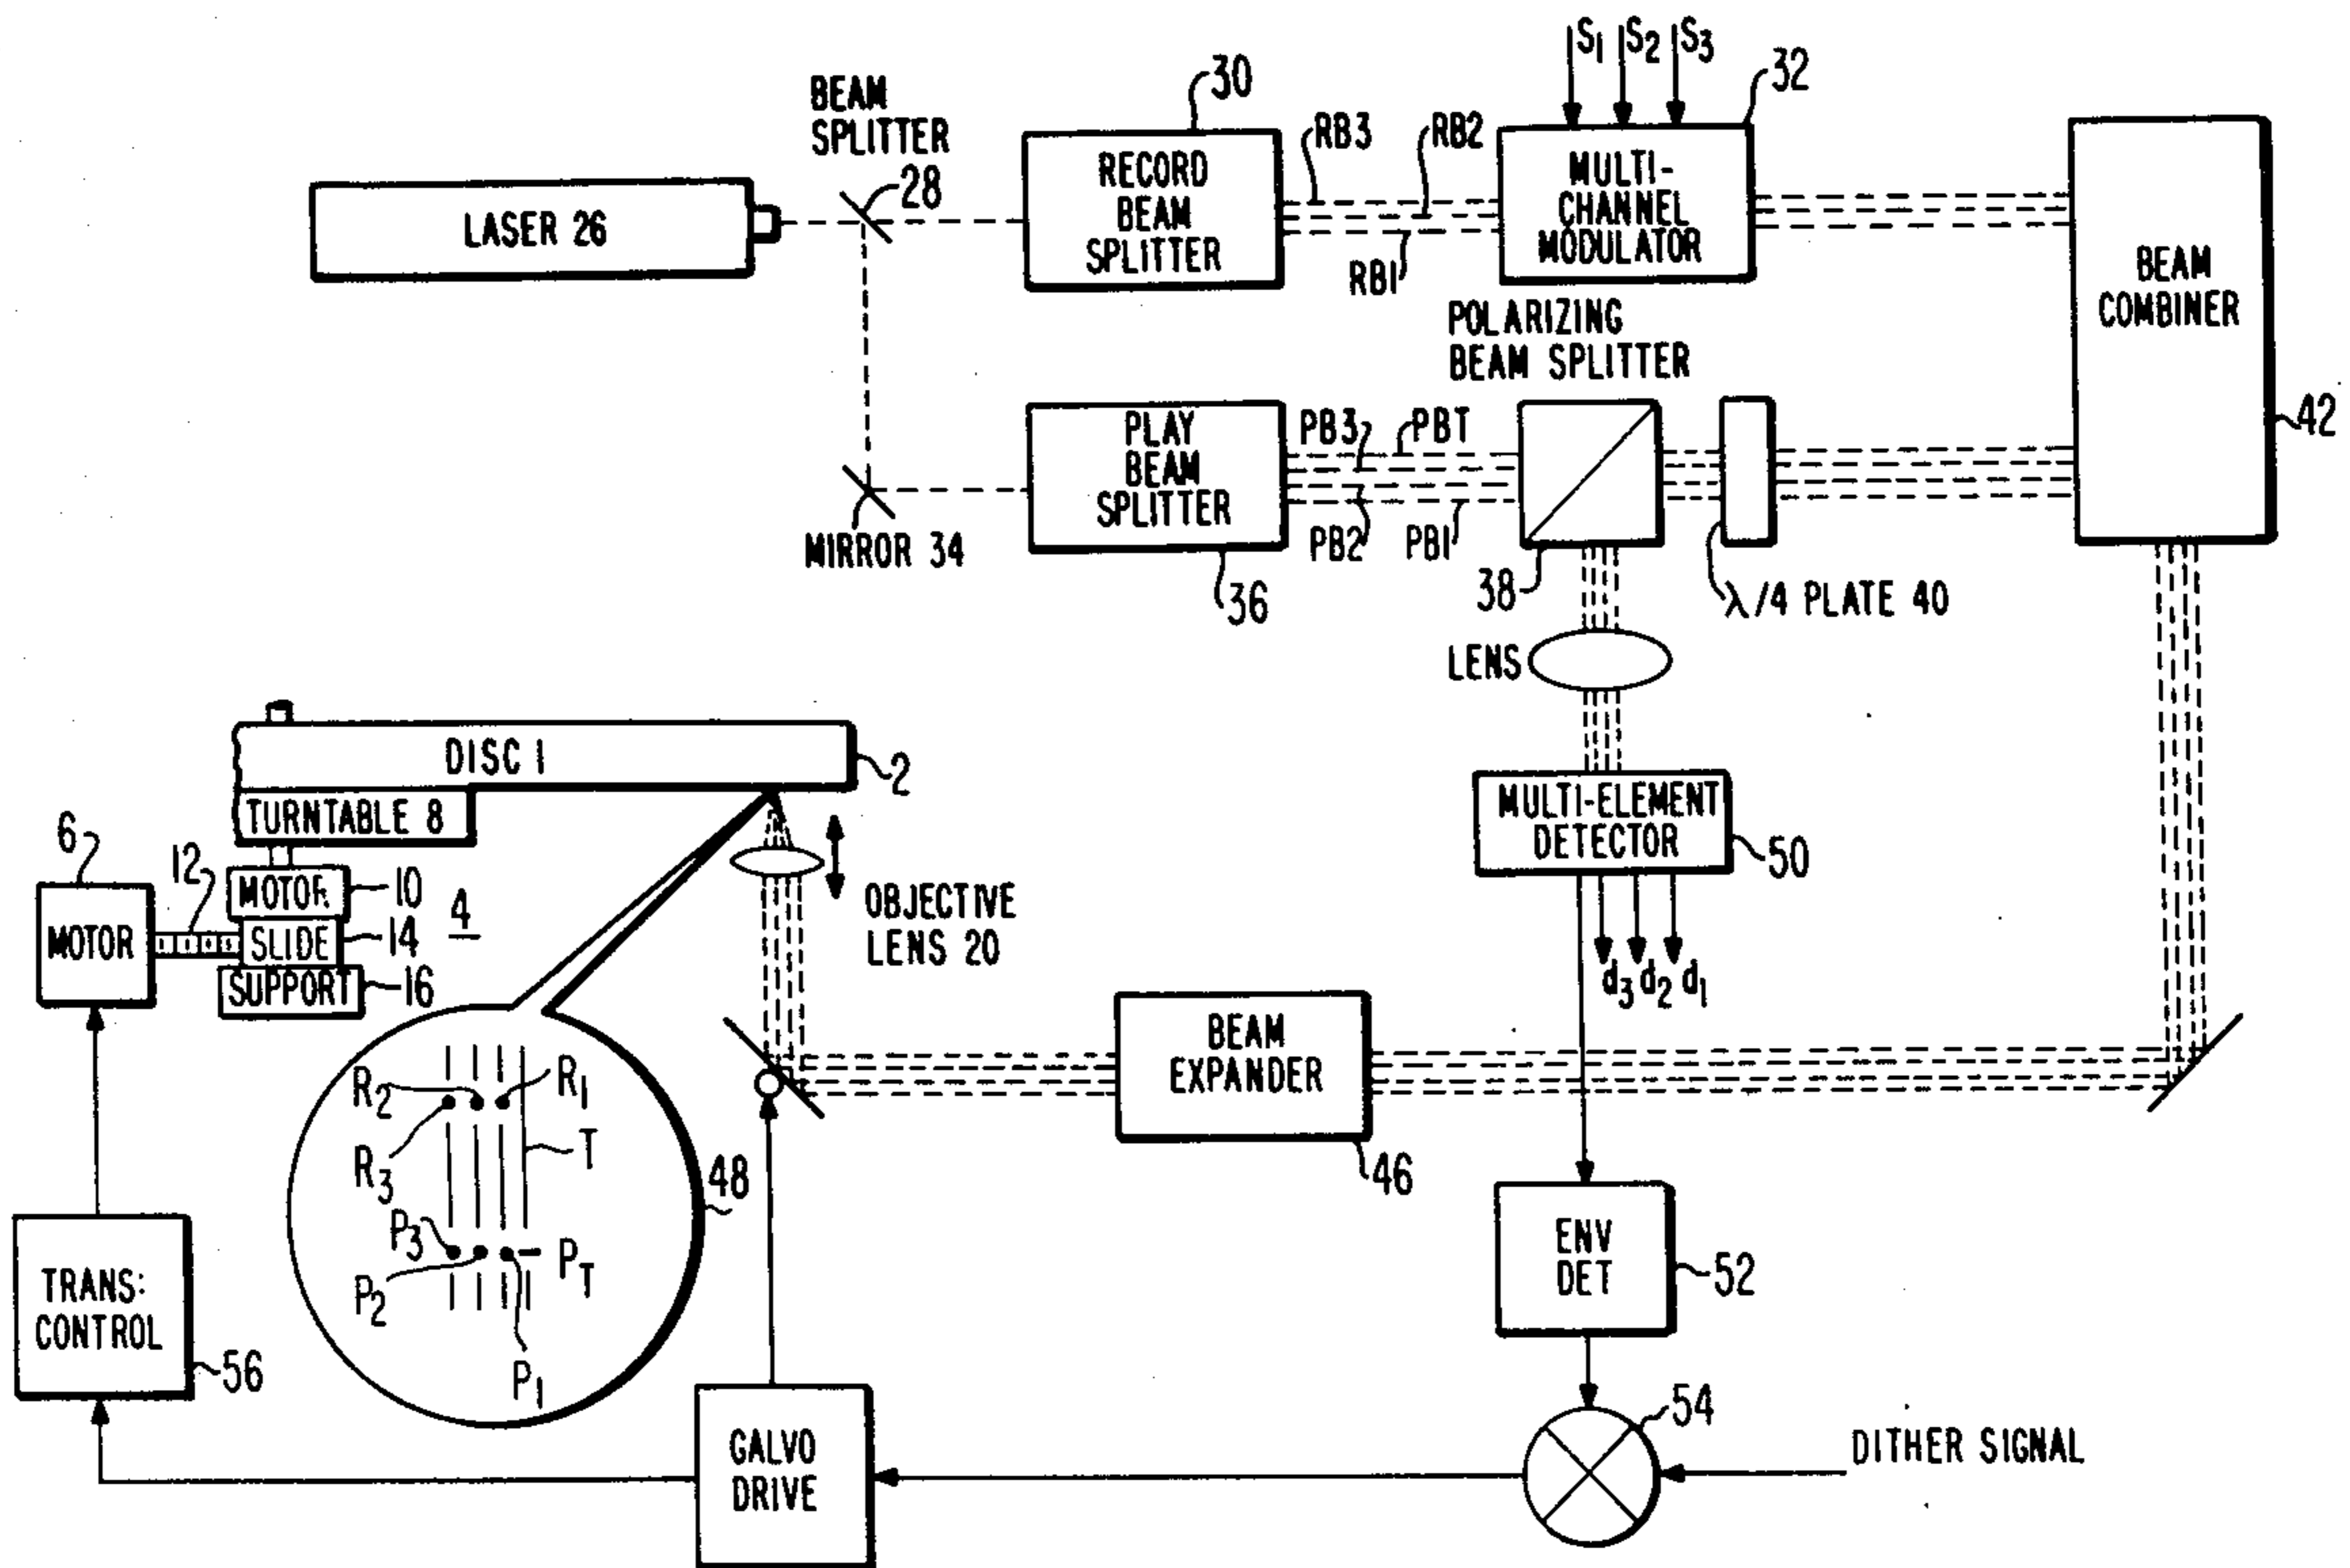 S1 S2 S3
32
30
BEAM
SPLITTER
28
RB3
RB2
RB1
LASER 26
RECORD
BEAM
SPLITTER
MULTI-
CHANNEL
MODULATOR
BEAM
COMBINER
42
POLARIZING
BEAM SPLITTER
PLAY
BEAM
SPLITTER
36
PB3
PBT
PB2
PB1
38
λ/4 PLATE 40
MIRROR 34
LENS
DISC 1
2
TURNTABLE 8
6
12
MOTOR
10
4
MOTOR
SLIDE
14
SUPPORT
16
OBJECTIVE
LENS 20
MULTI-ELEMENT
DETECTOR
50
d3 d2 d1
BEAM
EXPANDER
46
R2
R1
R3
T
48
P3
PT
P2
P1
ENV
DET
52
TRANS:
CONTROL
56
GALVO
DRIVE
54
DITHER SIGNAL